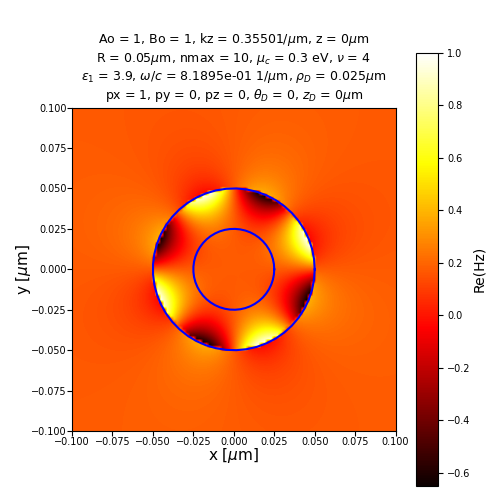 Ao = 1, Bo = 1, kz = 0.35501/μm, z = 0μm
R = 0.05μm, nmax = 10, μc = 0.3 eV, ν = 4
ε1 = 3.9, ω/c = 8.1895e-01 1/μm, ρD = 0.025μm
px = 1, py = 0, pz = 0, θD = 0, zD = 0μm
1.0
0.8
0.6
0.4
0.2
0.0
−0.2
−0.4
−0.6
Re(Hz)
0.100
0.075
0.050
0.025
0.000
−0.025
−0.050
−0.075
−0.100
y [μm]
−0.100 −0.075 −0.050 −0.025 0.000 0.025 0.050 0.075 0.100
x [μm]